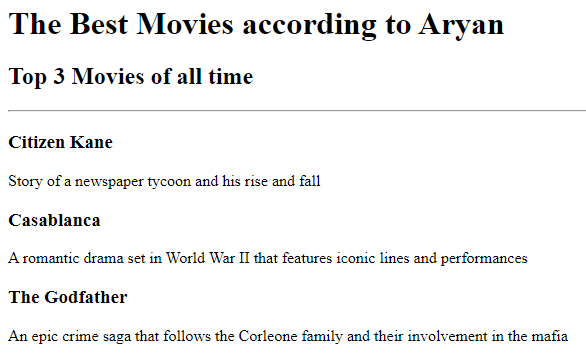 The Best Movies according to Aryan
Top 3 Movies of all time
Citizen Kane
Story of a newspaper tycoon and his rise and fall
Casablanca
A romantic drama set in World War II that features iconic lines and performances
The Godfather
An epic crime saga that follows the Corleone family and their involvement in the mafia